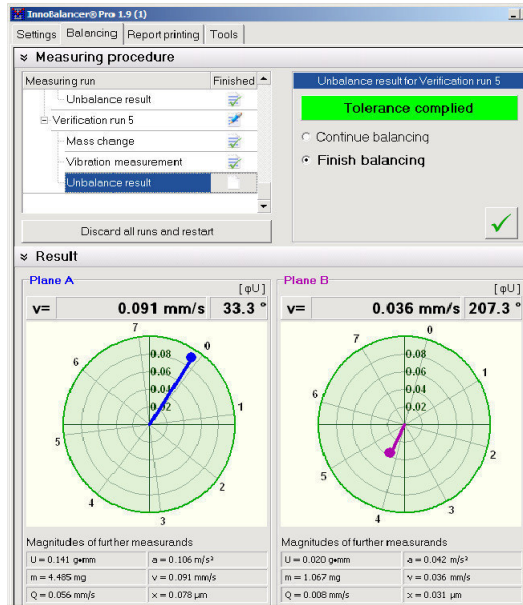 InnoBalancer® Pro 1.9 (1)
Settings Balancing Report printing Tools
Measuring procedure
Measuring run Finished
Unbalance result
Verification run 5
Mass change
Vibration measurement
Unbalance result
Discard all runs and restart
Unbalance result for Verification run 5
Tolerance complied
Continue balancing
Finish balancing
Result
Plane A
[φU]
v= 0.091 mm/s 33.3 °
7
0
0.08
6
0.06
0.04
0.02
1
5
2
4
3
Magnitudes of further measurands
U = 0.141 g•mm a = 0.106 m/s²
m = 4.485 mg v = 0.091 mm/s
Q = 0.056 mm/s x = 0.078 µm
Plane B
[φU]
v= 0.036 mm/s 207.3 °
7
0
0.08
1
0.06
6
0.04
0.02
2
5
3
4
Magnitudes of further measurands
U = 0.020 g•mm a = 0.042 m/s²
m = 1.067 mg v = 0.036 mm/s
Q = 0.008 mm/s x = 0.031 µm